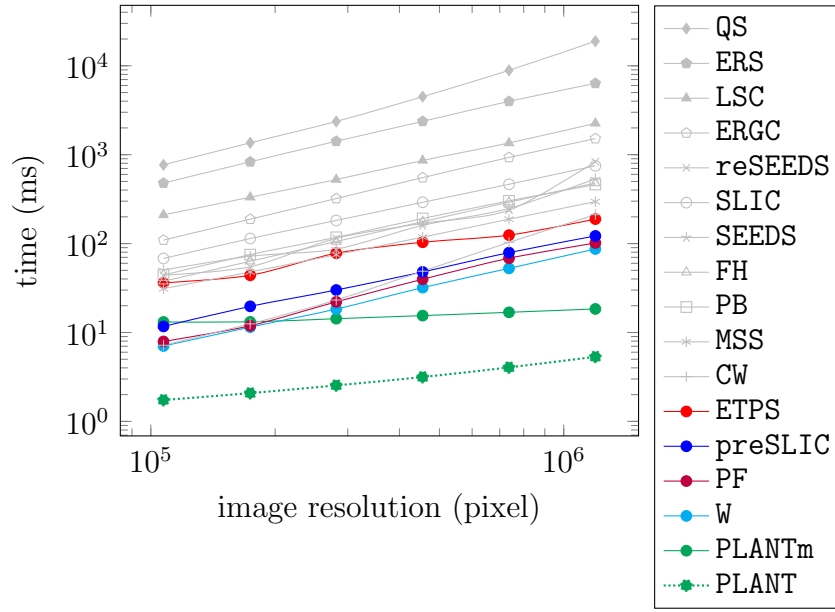 10^4
10^3
10^2
10^1
10^0
time (ms)
10^5
10^6
image resolution (pixel)
QS
ERS
LSC
ERGC
reSEEDS
SLIC
SEEDS
FH
PB
MSS
CW
ETPS
preSLIC
PF
W
PLANTm
PLANT